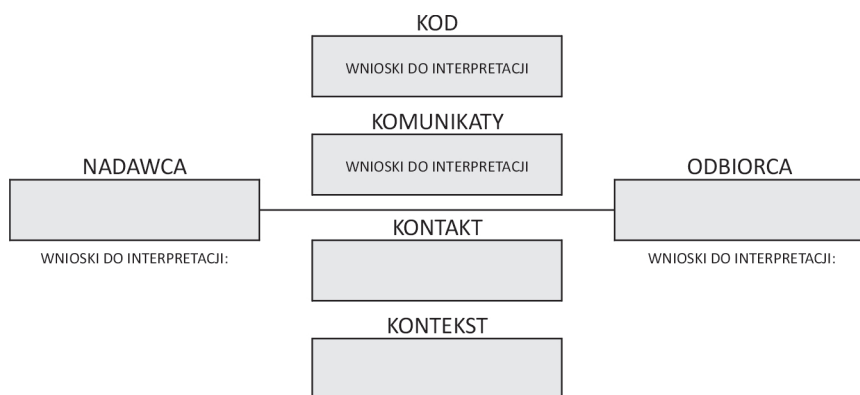 KOD
WNIOSKI DO INTERPRETACJI
KOMUNIKATY
WNIOSKI DO INTERPRETACJI
NADAWCA
ODBIORCA
KONTAKT
WNIOSKI DO INTERPRETACJI:
WNIOSKI DO INTERPRETACJI:
KONTEKST